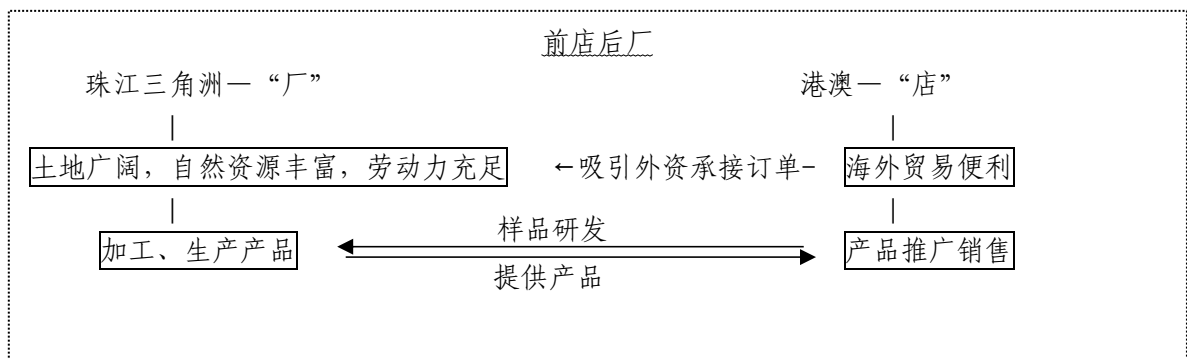 前店后厂
珠江三角洲—“厂” 港澳—“店”
土地广阔，自然资源丰富，劳动力充足 ←吸引外资承接订单- 海外贸易便利
样品研发
加工、生产产品 产品推广销售
提供产品